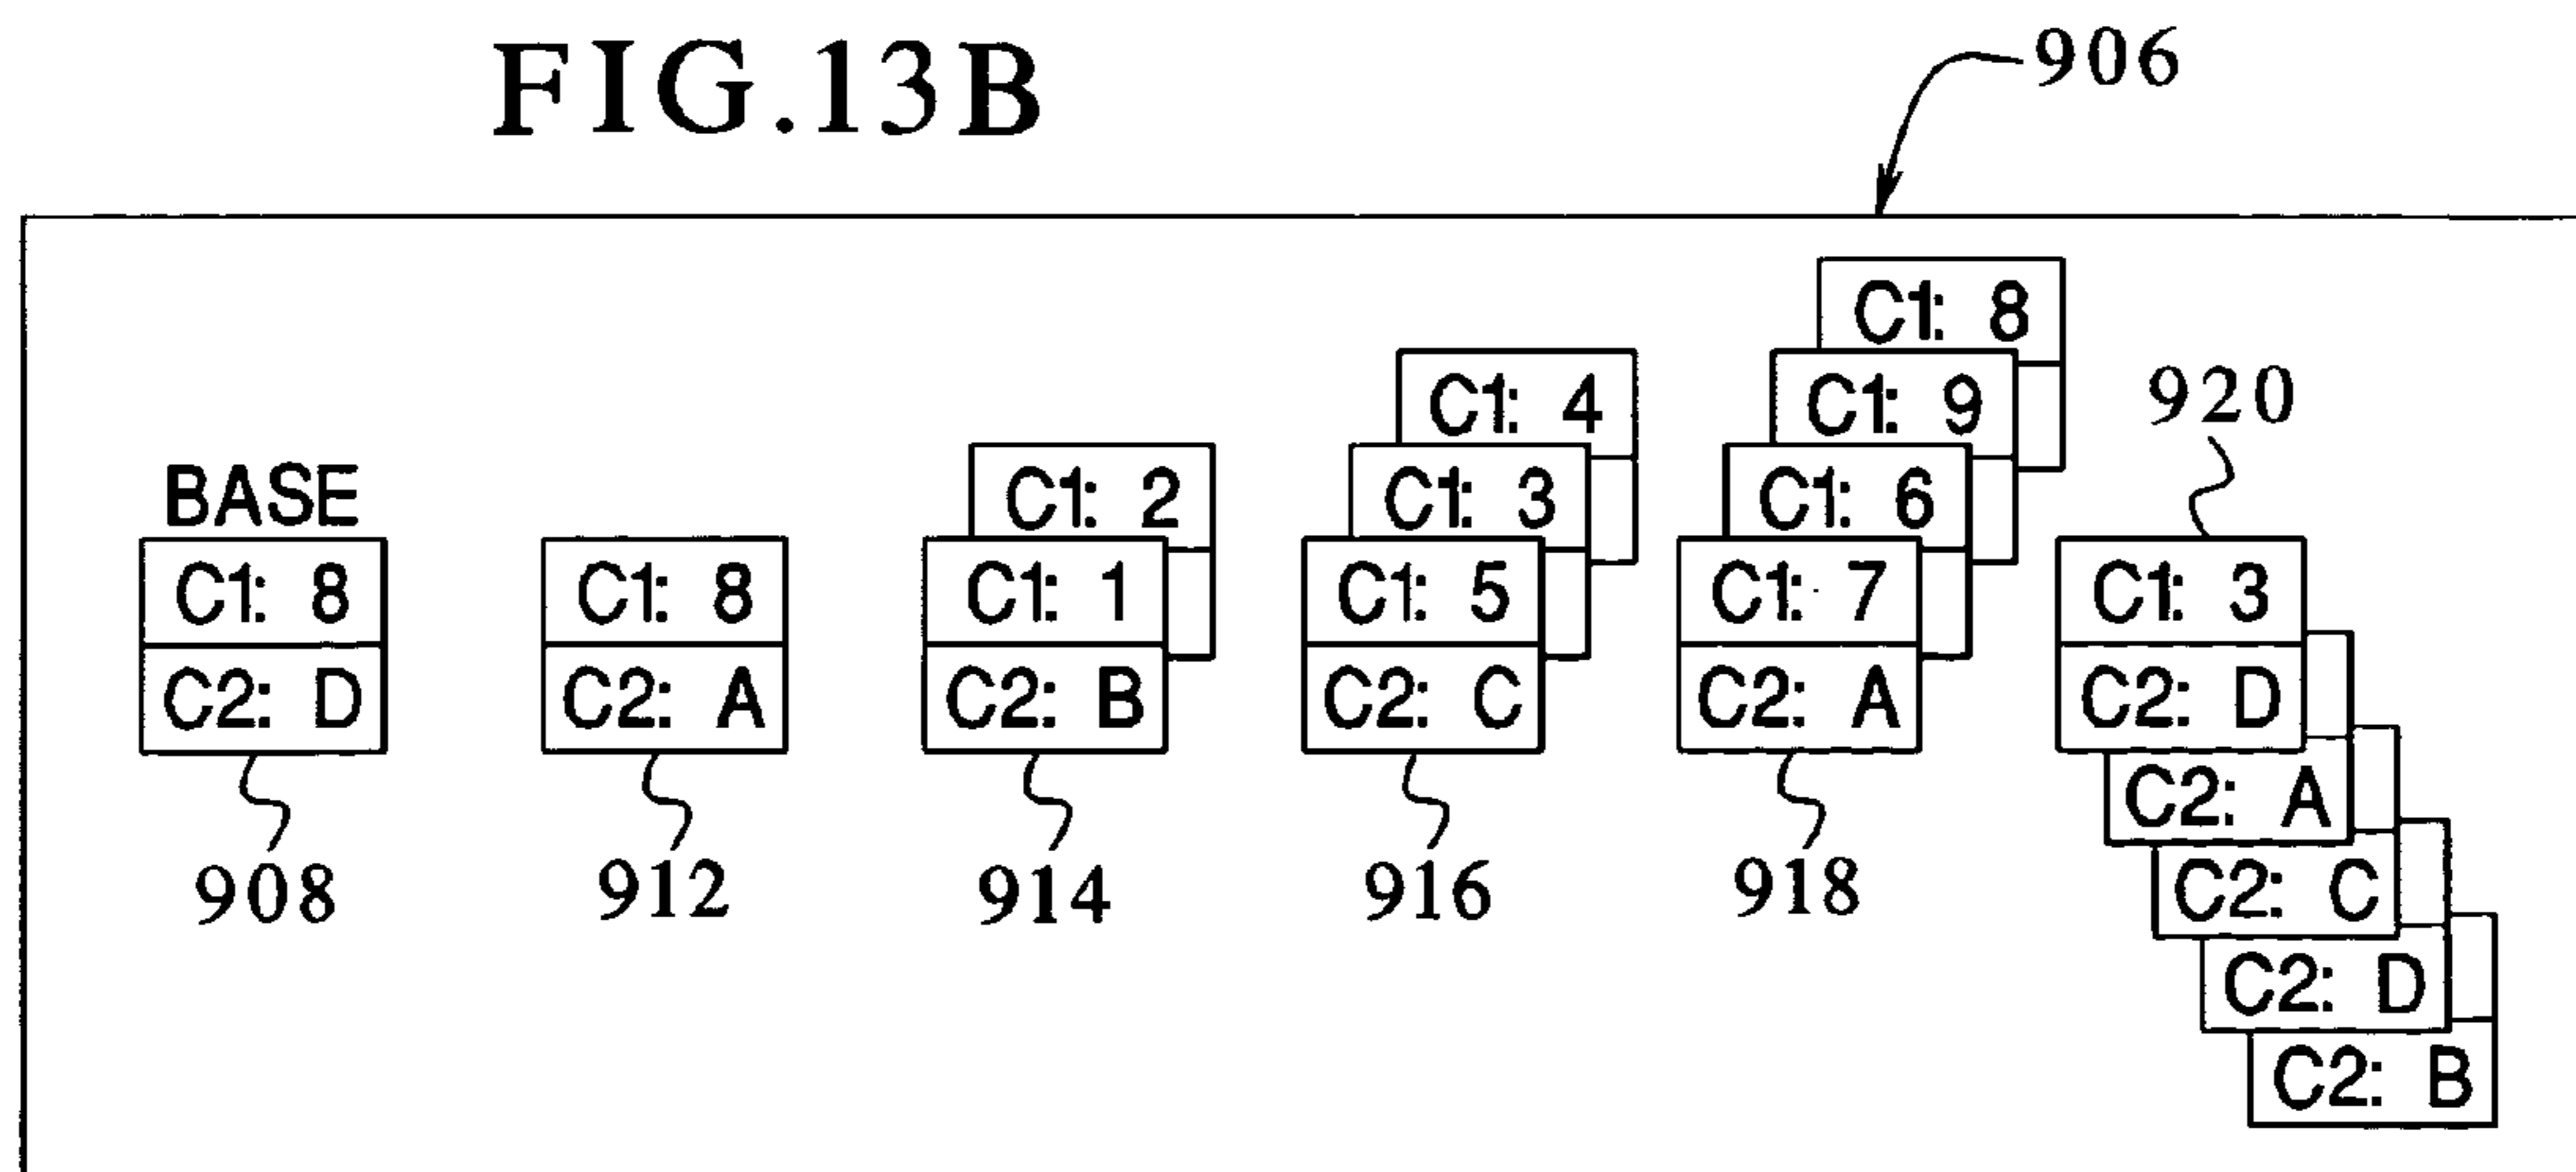 FIG.13B
906
BASE
C1: 8
C2: D
908
C1: 8
C2: A
912
C1: 2
C1: 1
C2: B
914
C1: 4
C1: 3
C1: 5
C2: C
916
C1: 8
C1: 9
C1: 6
C1: 7
C2: A
918
920
C1: 3
C2: D
C2: A
C2: C
C2: D
C2: B